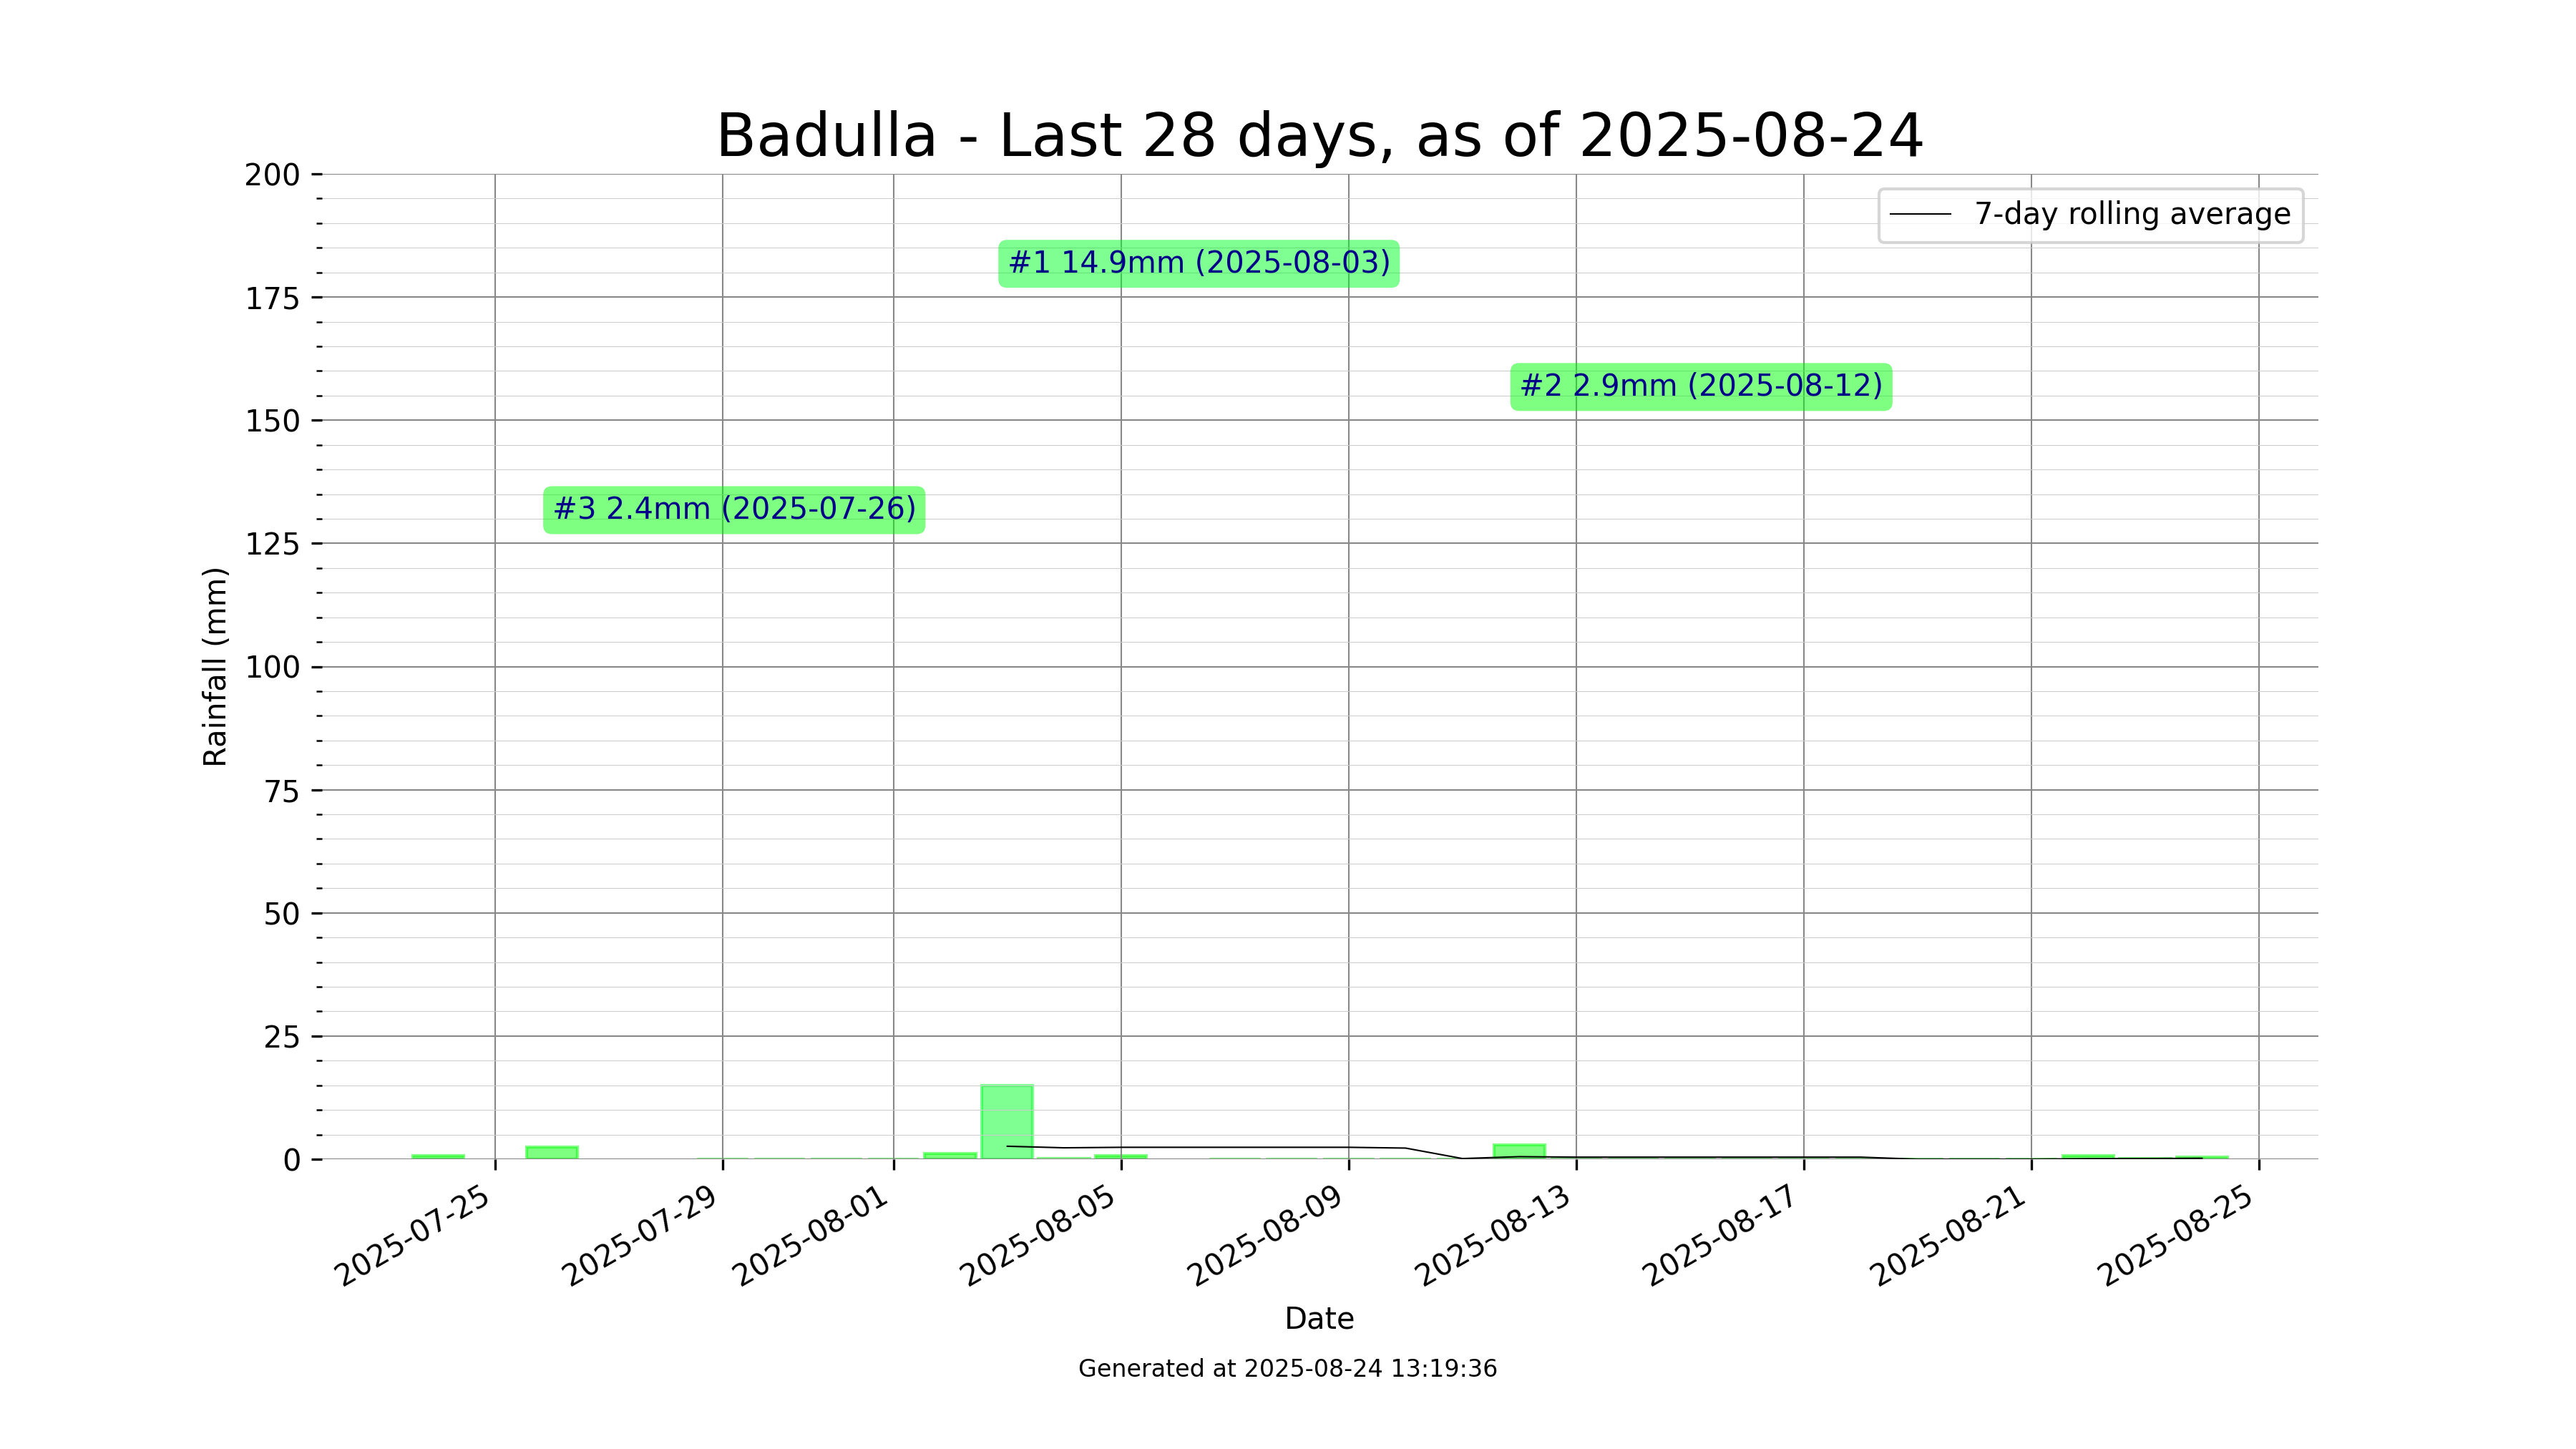 Badulla - Last 28 days, as of 2025-08-24
200
175
150
125
100
75
50
25
0
Rainfall (mm)
7-day rolling average
#1 14.9mm (2025-08-03)
#2 2.9mm (2025-08-12)
#3 2.4mm (2025-07-26)
2025-07-25
2025-07-29
2025-08-01
2025-08-05
2025-08-09
2025-08-13
2025-08-17
2025-08-21
2025-08-25
Date
Generated at 2025-08-24 13:19:36